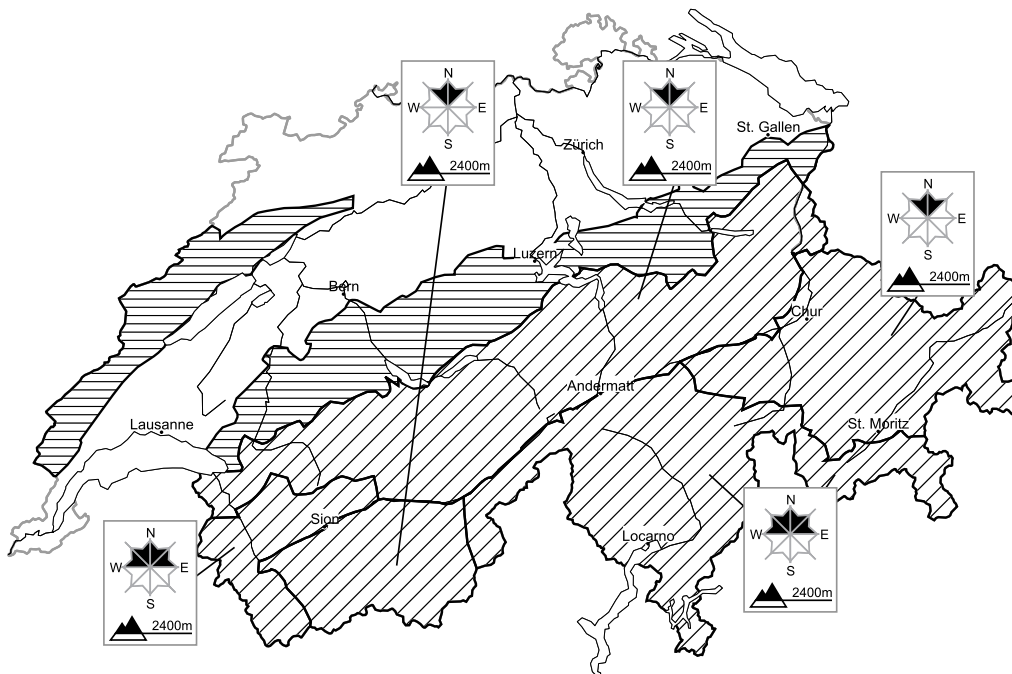 N
W E
S
2400m
N
W E
S
2400m
St. Gallen
Zürich
N
W E
S
2400m
Luzern
Bern
Chur
Andermatt
Lausanne
St. Moritz
N
W E
S
2400m
Sion
Locarno
N
W E
S
2400m